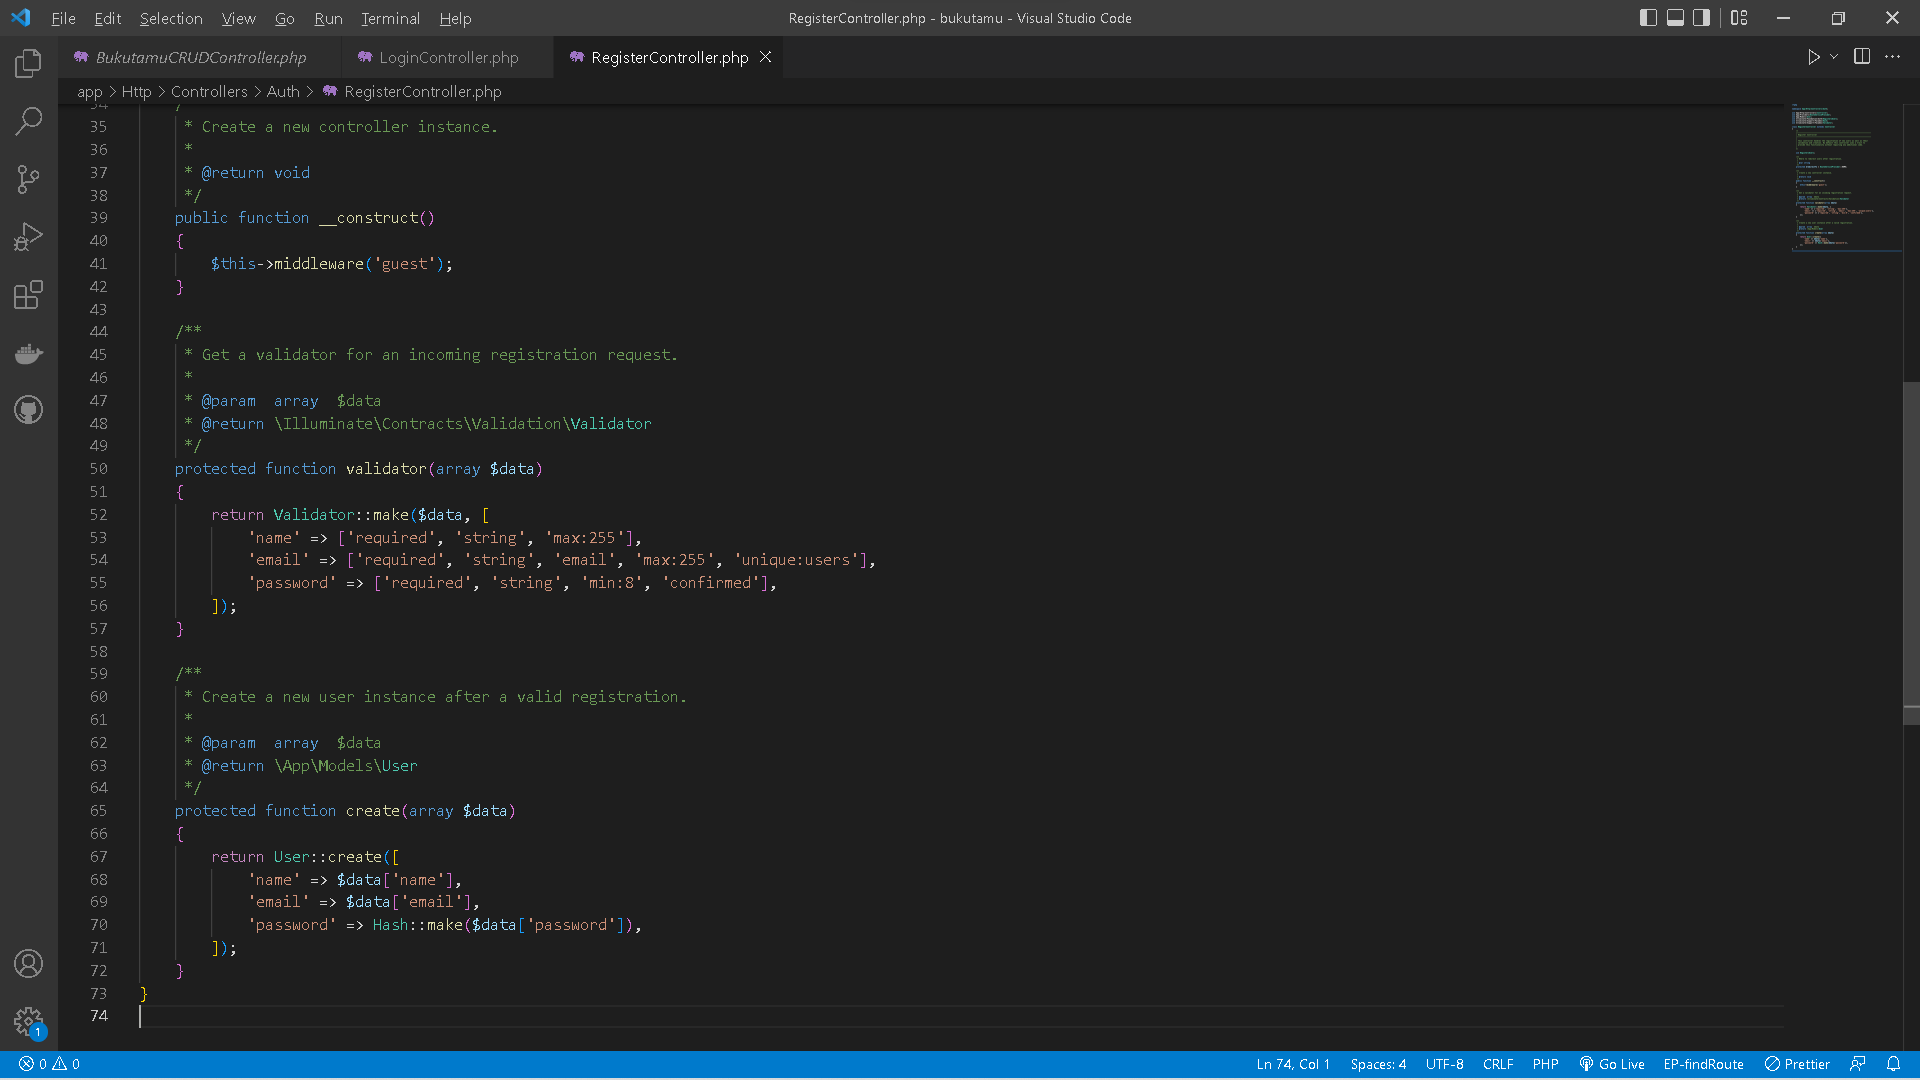 File Edit Selection View Go Run Terminal Help RegisterController.php - bukutamu - Visual Studio Code
BukutamuCRUDController.php LoginController.php RegisterController.php
app > Http > Controllers > Auth > RegisterController.php
34
35 * Create a new controller instance.
36 *
37 * @return void
38 */
39 public function __construct()
40 {
41 $this->middleware('guest');
42 }
43
44 /**
45 * Get a validator for an incoming registration request.
46 *
47 * @param  array  $data
48 * @return \Illuminate\Contracts\Validation\Validator
49 */
50 protected function validator(array $data)
51 {
52 return Validator::make($data, [
53 'name' => ['required', 'string', 'max:255'],
54 'email' => ['required', 'string', 'email', 'max:255', 'unique:users'],
55 'password' => ['required', 'string', 'min:8', 'confirmed'],
56 ]);
57 }
58
59 /**
60 * Create a new user instance after a valid registration.
61 *
62 * @param  array  $data
63 * @return \App\Models\User
64 */
65 protected function create(array $data)
66 {
67 return User::create([
68 'name' => $data['name'],
69 'email' => $data['email'],
70 'password' => Hash::make($data['password']),
71 ]);
72 }
73 }
74
1
0 0 Ln 74, Col 1 Spaces: 4 UTF-8 CRLF PHP Go Live EP-findRoute Prettier